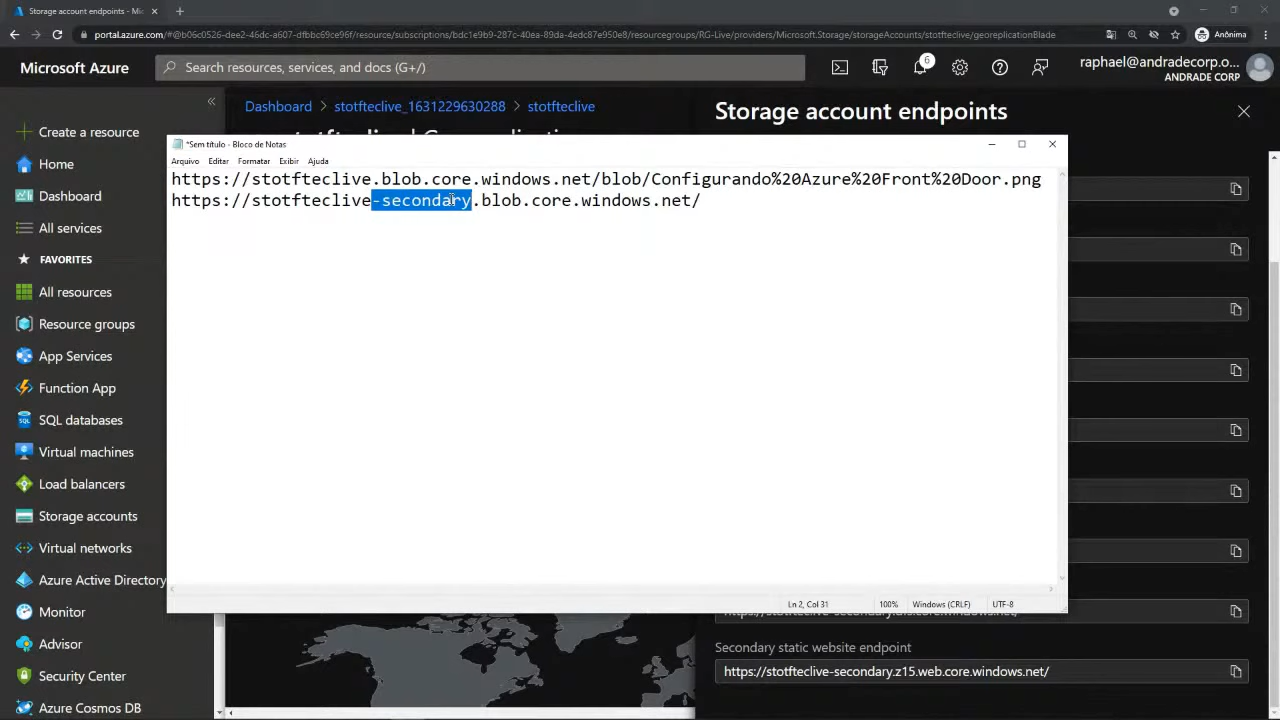 Storage account endpoints - Mic
portal.azure.com/#@b06c0526-dee2-46dc-a607-dfbbc69ce96f/resource/subscriptions/bdc1e9b9-287c-40ea-89da-4edc87e950e8/resourcegroups/RG-Live/providers/Microsoft.Storage/storageAccounts/stotfteclive/georeplicationBlade
Anônima
Microsoft Azure
Search resources, services, and docs (G+/)
6
raphael@andradecorp.o...
ANDRADE CORP
Create a resource
Home
Dashboard
All services
FAVORITES
All resources
Resource groups
App Services
Function App
SQL databases
Virtual machines
Load balancers
Storage accounts
Virtual networks
Azure Active Directory
Monitor
Advisor
Security Center
Azure Cosmos DB
Dashboard > stotfteclive_1631229630288 > stotfteclive
*Sem título - Bloco de Notas
Arquivo Editar Formatar Exibir Ajuda
https://stotfteclive.blob.core.windows.net/blob/Configurando%20Azure%20Front%20Door.png
https://stotfteclive-secondary.blob.core.windows.net/
Ln 2, Col 31
100%
Windows (CRLF)
UTF-8
Storage account endpoints
Secondary static website endpoint
https://stotfteclive-secondary.z15.web.core.windows.net/